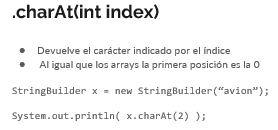 .charAt(int index)
● Devuelve el carácter indicado por el índice
● Al igual que los arrays la primera posición es la 0
StringBuilder x = new StringBuilder(“avion”);
System.out.println( x.charAt(2) );